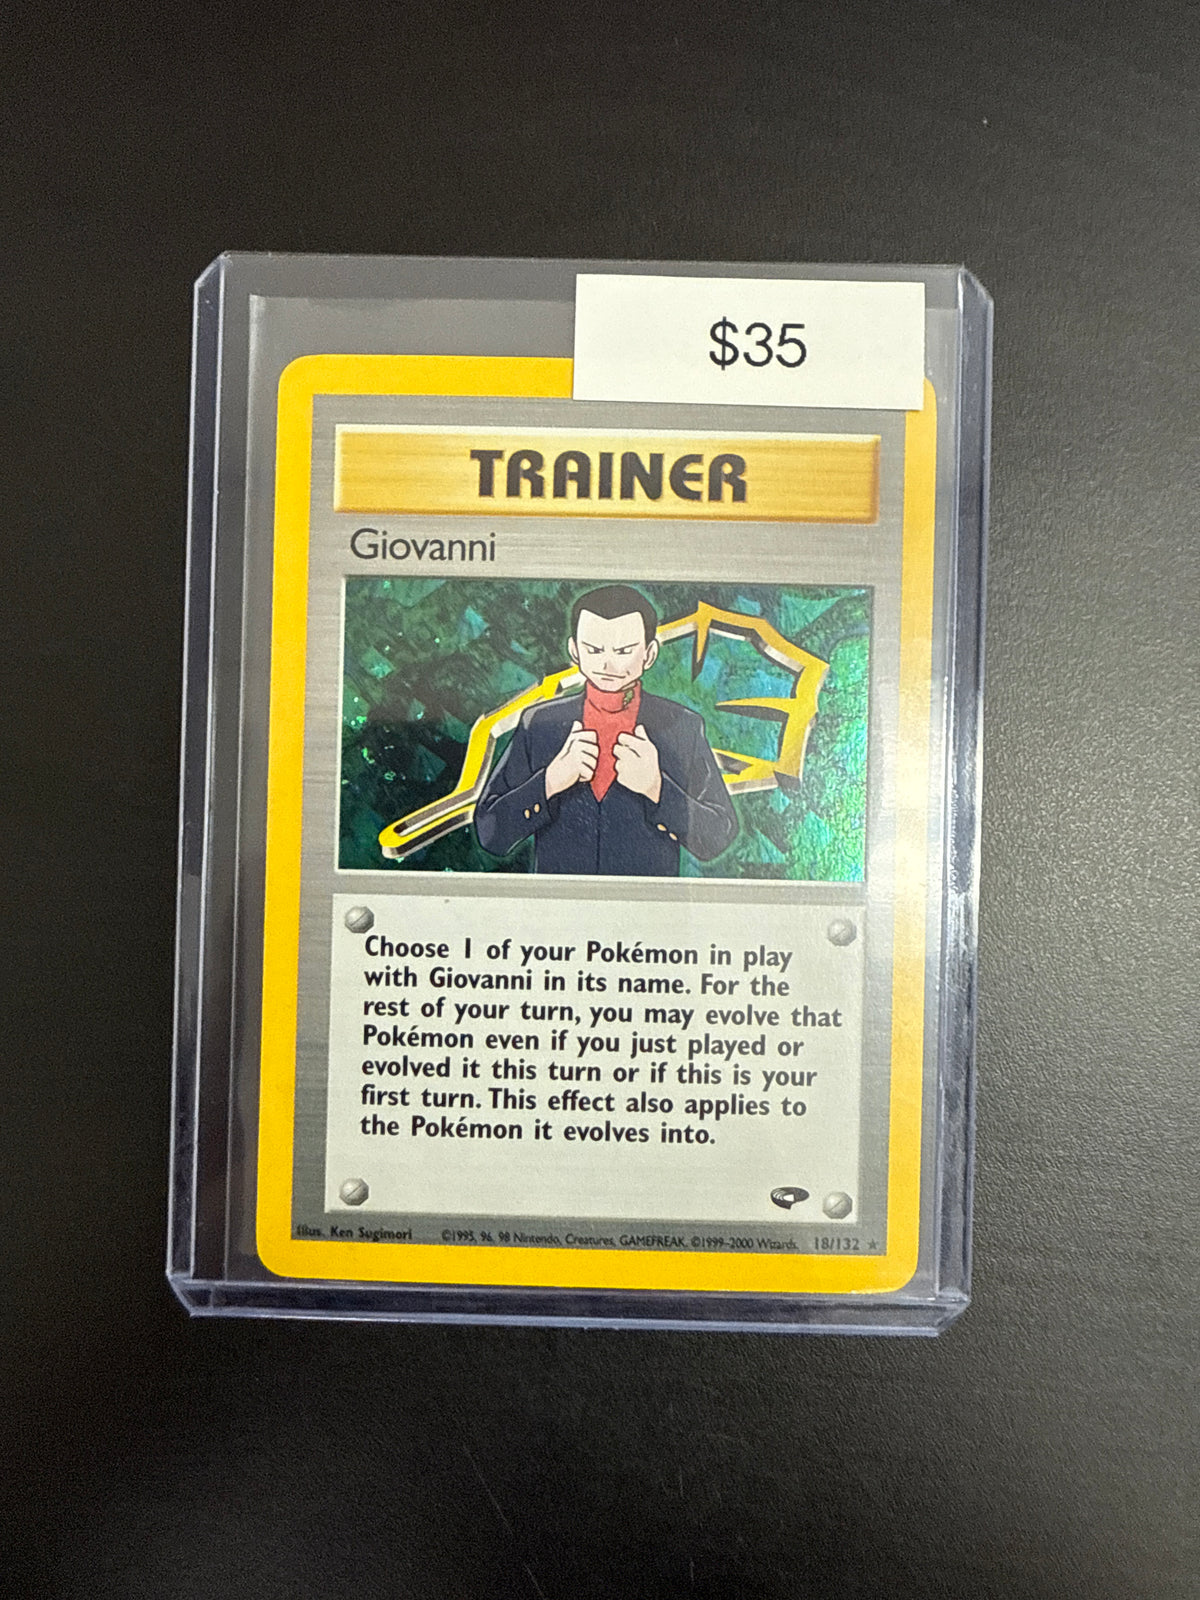 $35
TRAINER
Giovanni
Choose 1 of your Pokémon in play
with Giovanni in its name. For the
rest of your turn, you may evolve that
Pokémon even if you just played or
evolved it this turn or if this is your
first turn. This effect also applies to
the Pokémon it evolves into.
Illus. Ken Sugimori ©1995, 96, 98 Nintendo, Creatures, GAMEFREAK. ©1999-2000 Wizards. 18/132 ★